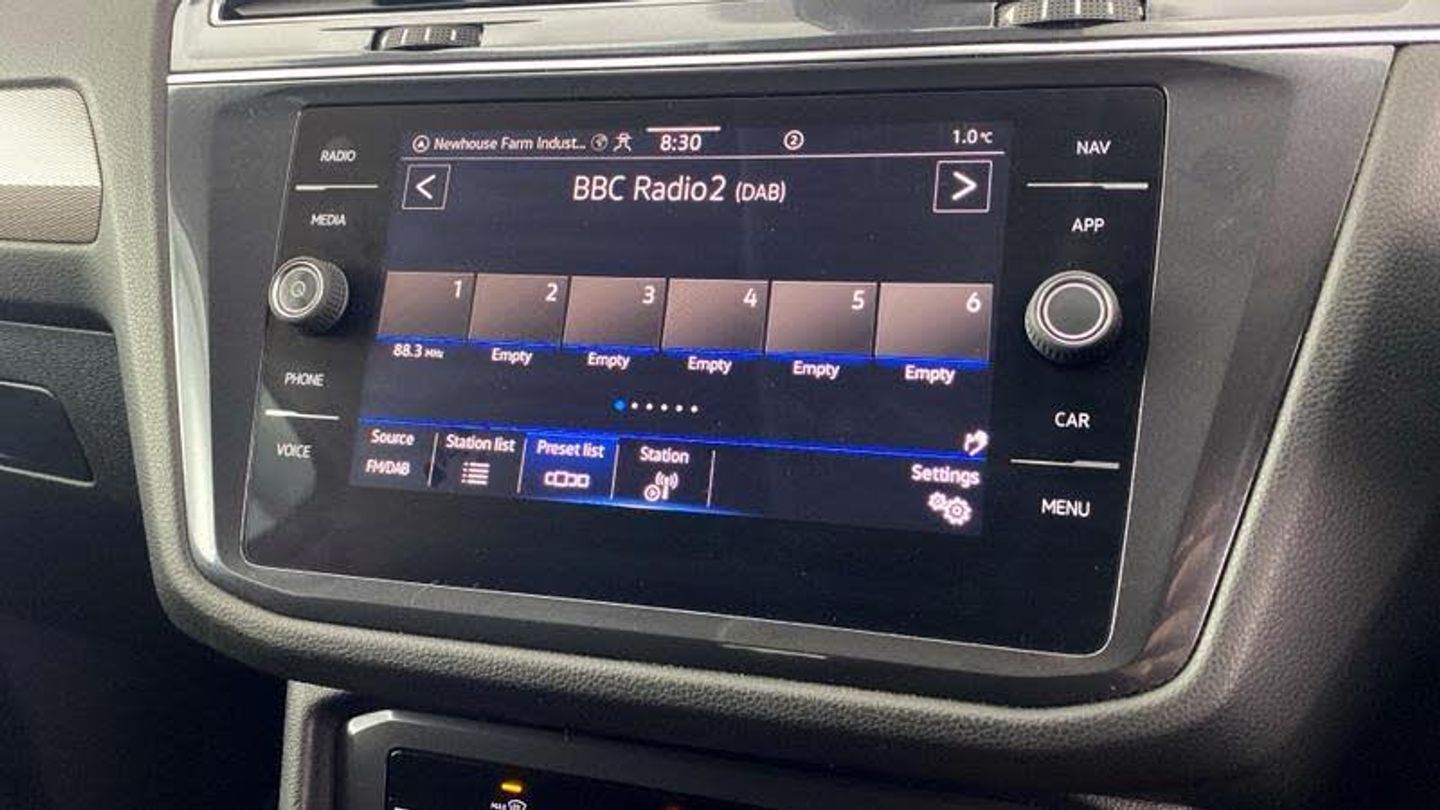 RADIO
MEDIA
PHONE
VOICE
A Newhouse Farm Indust... 8:30 2 1.0 °C
< BBC Radio2 (DAB) >
1 2 3 4 5 6
88.3 MHz Empty Empty Empty Empty Empty
Source Station list Preset list Station Settings
FM/DAB
NAV
APP
CAR
MENU
MAX